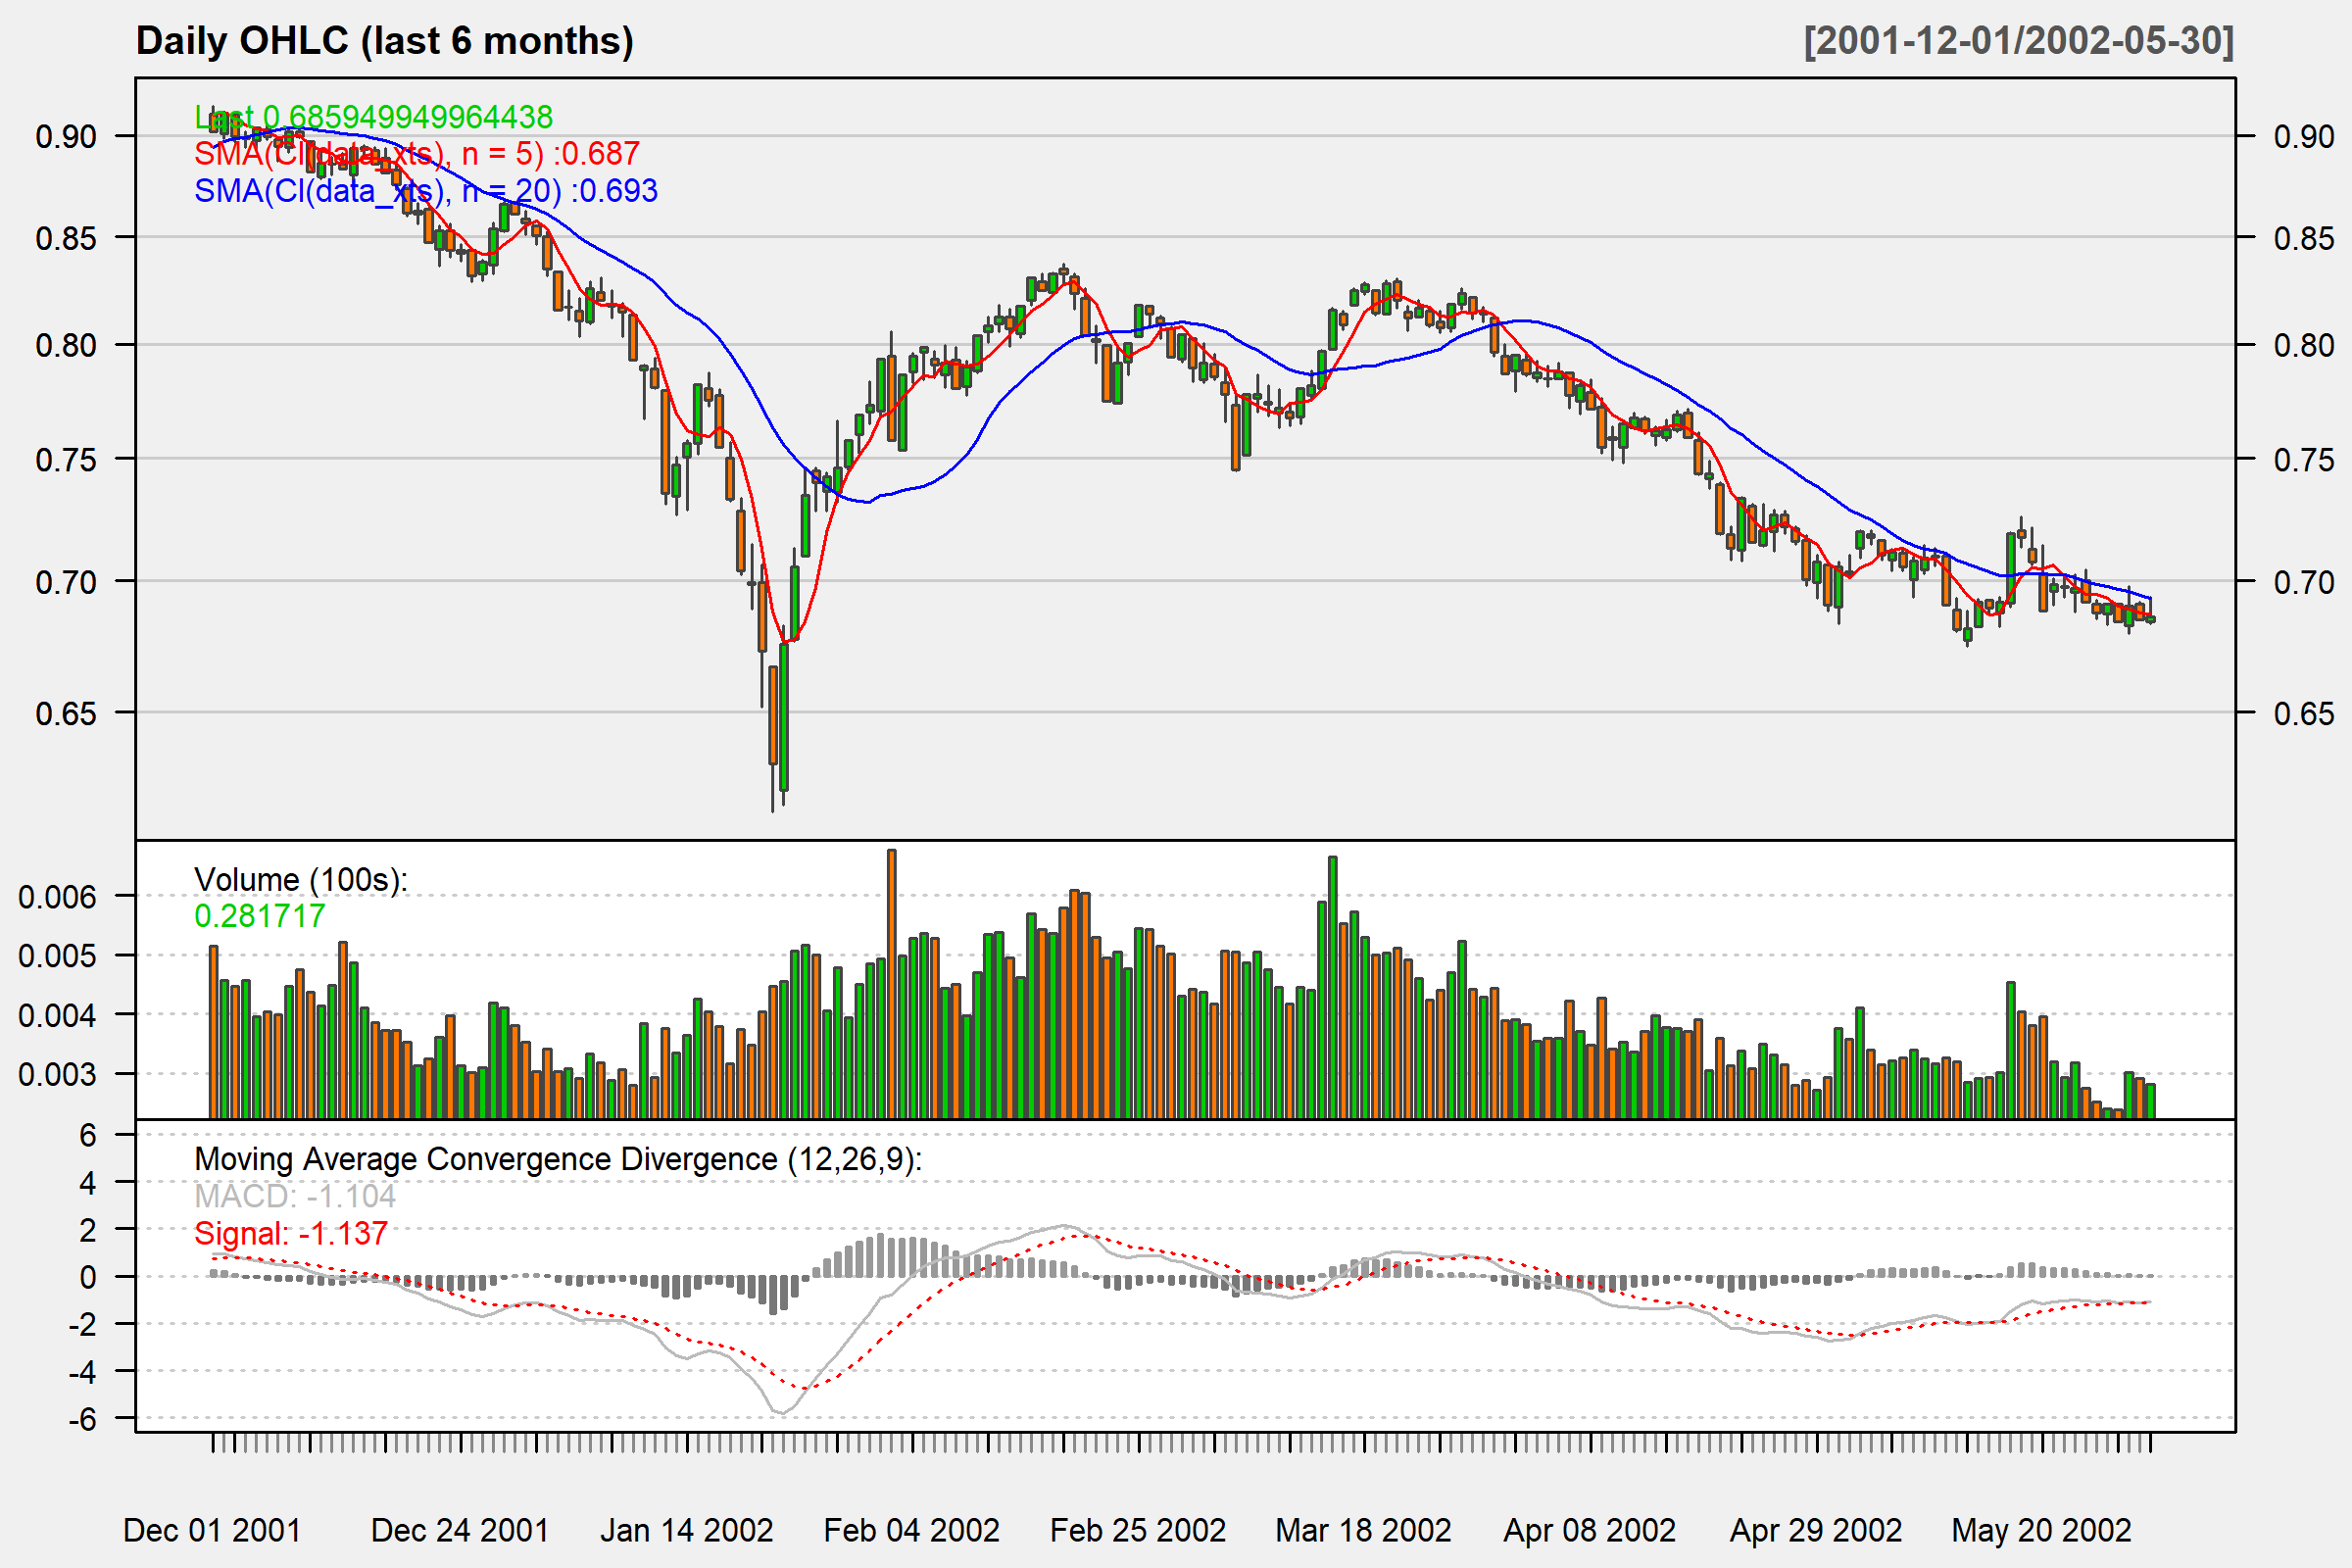 Daily OHLC (last 6 months) [2001-12-01/2002-05-30]
Last 0.685949949964438
SMA(Cl(data_xts), n = 5) :0.687
SMA(Cl(data_xts), n = 20) :0.693
0.90 0.90
0.85 0.85
0.80 0.80
0.75 0.75
0.70 0.70
0.65 0.65
Volume (100s):
0.281717
0.006
0.005
0.004
0.003
Moving Average Convergence Divergence (12,26,9):
MACD: -1.104
Signal: -1.137
6
4
2
0
-2
-4
-6
Dec 01 2001 Dec 24 2001 Jan 14 2002 Feb 04 2002 Feb 25 2002 Mar 18 2002 Apr 08 2002 Apr 29 2002 May 20 2002